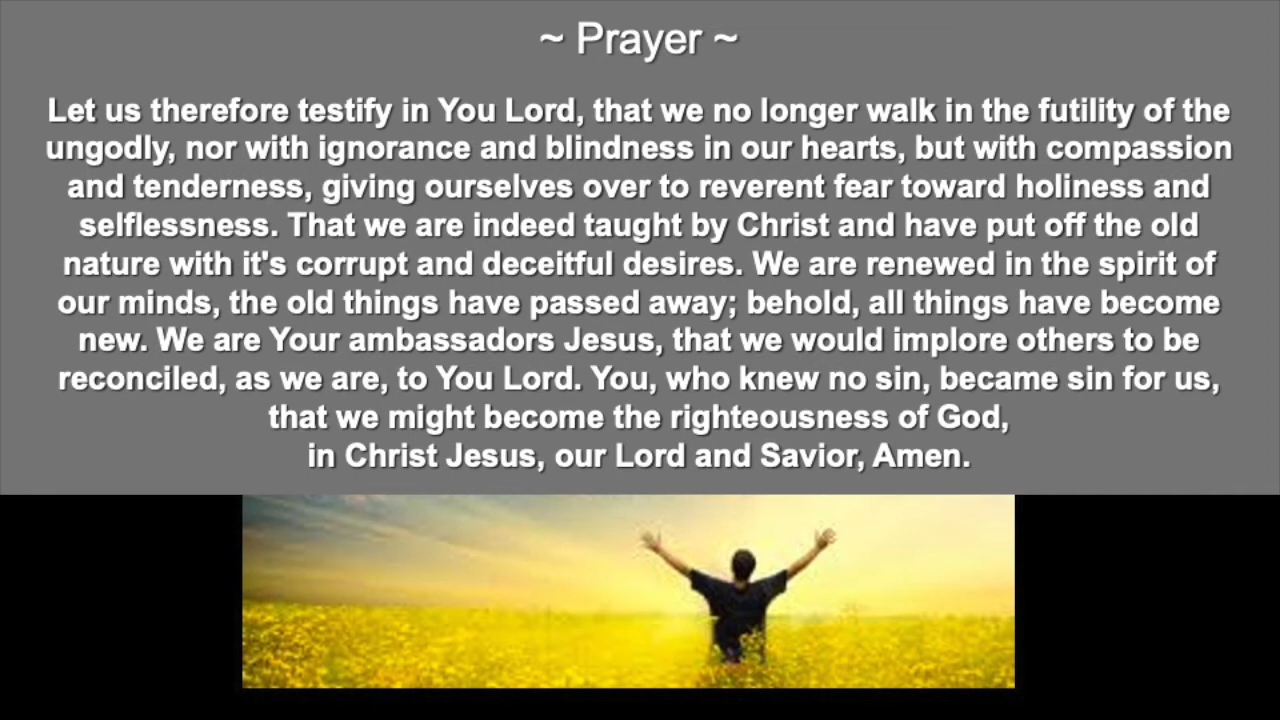 ~ Prayer ~
Let us therefore testify in You Lord, that we no longer walk in the futility of the
ungodly, nor with ignorance and blindness in our hearts, but with compassion
and tenderness, giving ourselves over to reverent fear toward holiness and
selflessness. That we are indeed taught by Christ and have put off the old
nature with it's corrupt and deceitful desires. We are renewed in the spirit of
our minds, the old things have passed away; behold, all things have become
new. We are Your ambassadors Jesus, that we would implore others to be
reconciled, as we are, to You Lord. You, who knew no sin, became sin for us,
that we might become the righteousness of God,
in Christ Jesus, our Lord and Savior, Amen.